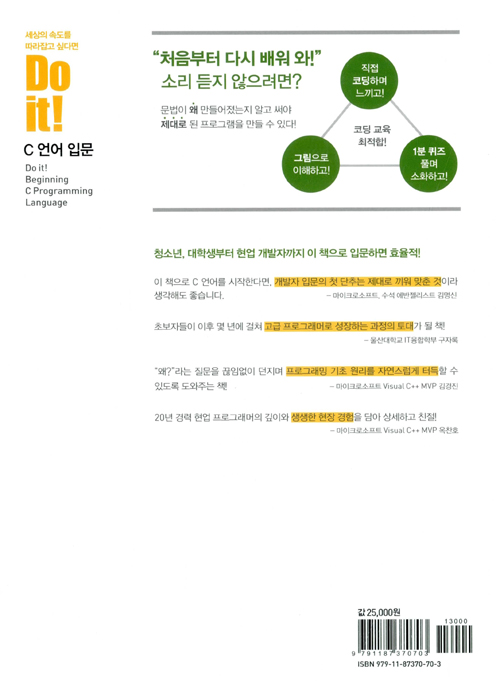 세상의 속도를
따라잡고 싶다면
Do
it!
C 언어 입문
Do it!
Beginning
C Programming
Language
“처음부터 다시 배워 와!”
소리 듣지 않으려면?
문법이 왜 만들어졌는지 알고 써야
제대로 된 프로그램을 만들 수 있다!
직접
코딩하며
느끼고!
코딩 교육
최적합!
그림으로
이해하고!
1분 퀴즈
풀며
소화하고!
청소년, 대학생부터 현업 개발자까지 이 책으로 입문하면 효율적!
이 책으로 C 언어를 시작한다면, 개발자 입문의 첫 단추는 제대로 끼워 맞춘 것이라
생각해도 좋습니다.
– 마이크로소프트, 수석 에반젤리스트 김명신
초보자들이 이후 몇 년에 걸쳐 고급 프로그래머로 성장하는 과정의 토대가 될 책!
– 울산대학교 IT융합학부 구자록
“왜?”라는 질문을 끊임없이 던지며 프로그래밍 기초 원리를 자연스럽게 터득할 수
있도록 도와주는 책!
– 마이크로소프트 Visual C++ MVP 김경진
20년 경력 현업 프로그래머의 깊이와 생생한 현장 경험을 담아 상세하고 친절!
– 마이크로소프트 Visual C++ MVP 옥찬호
값 25,000원
13000
9 791187 370703
ISBN 979-11-87370-70-3